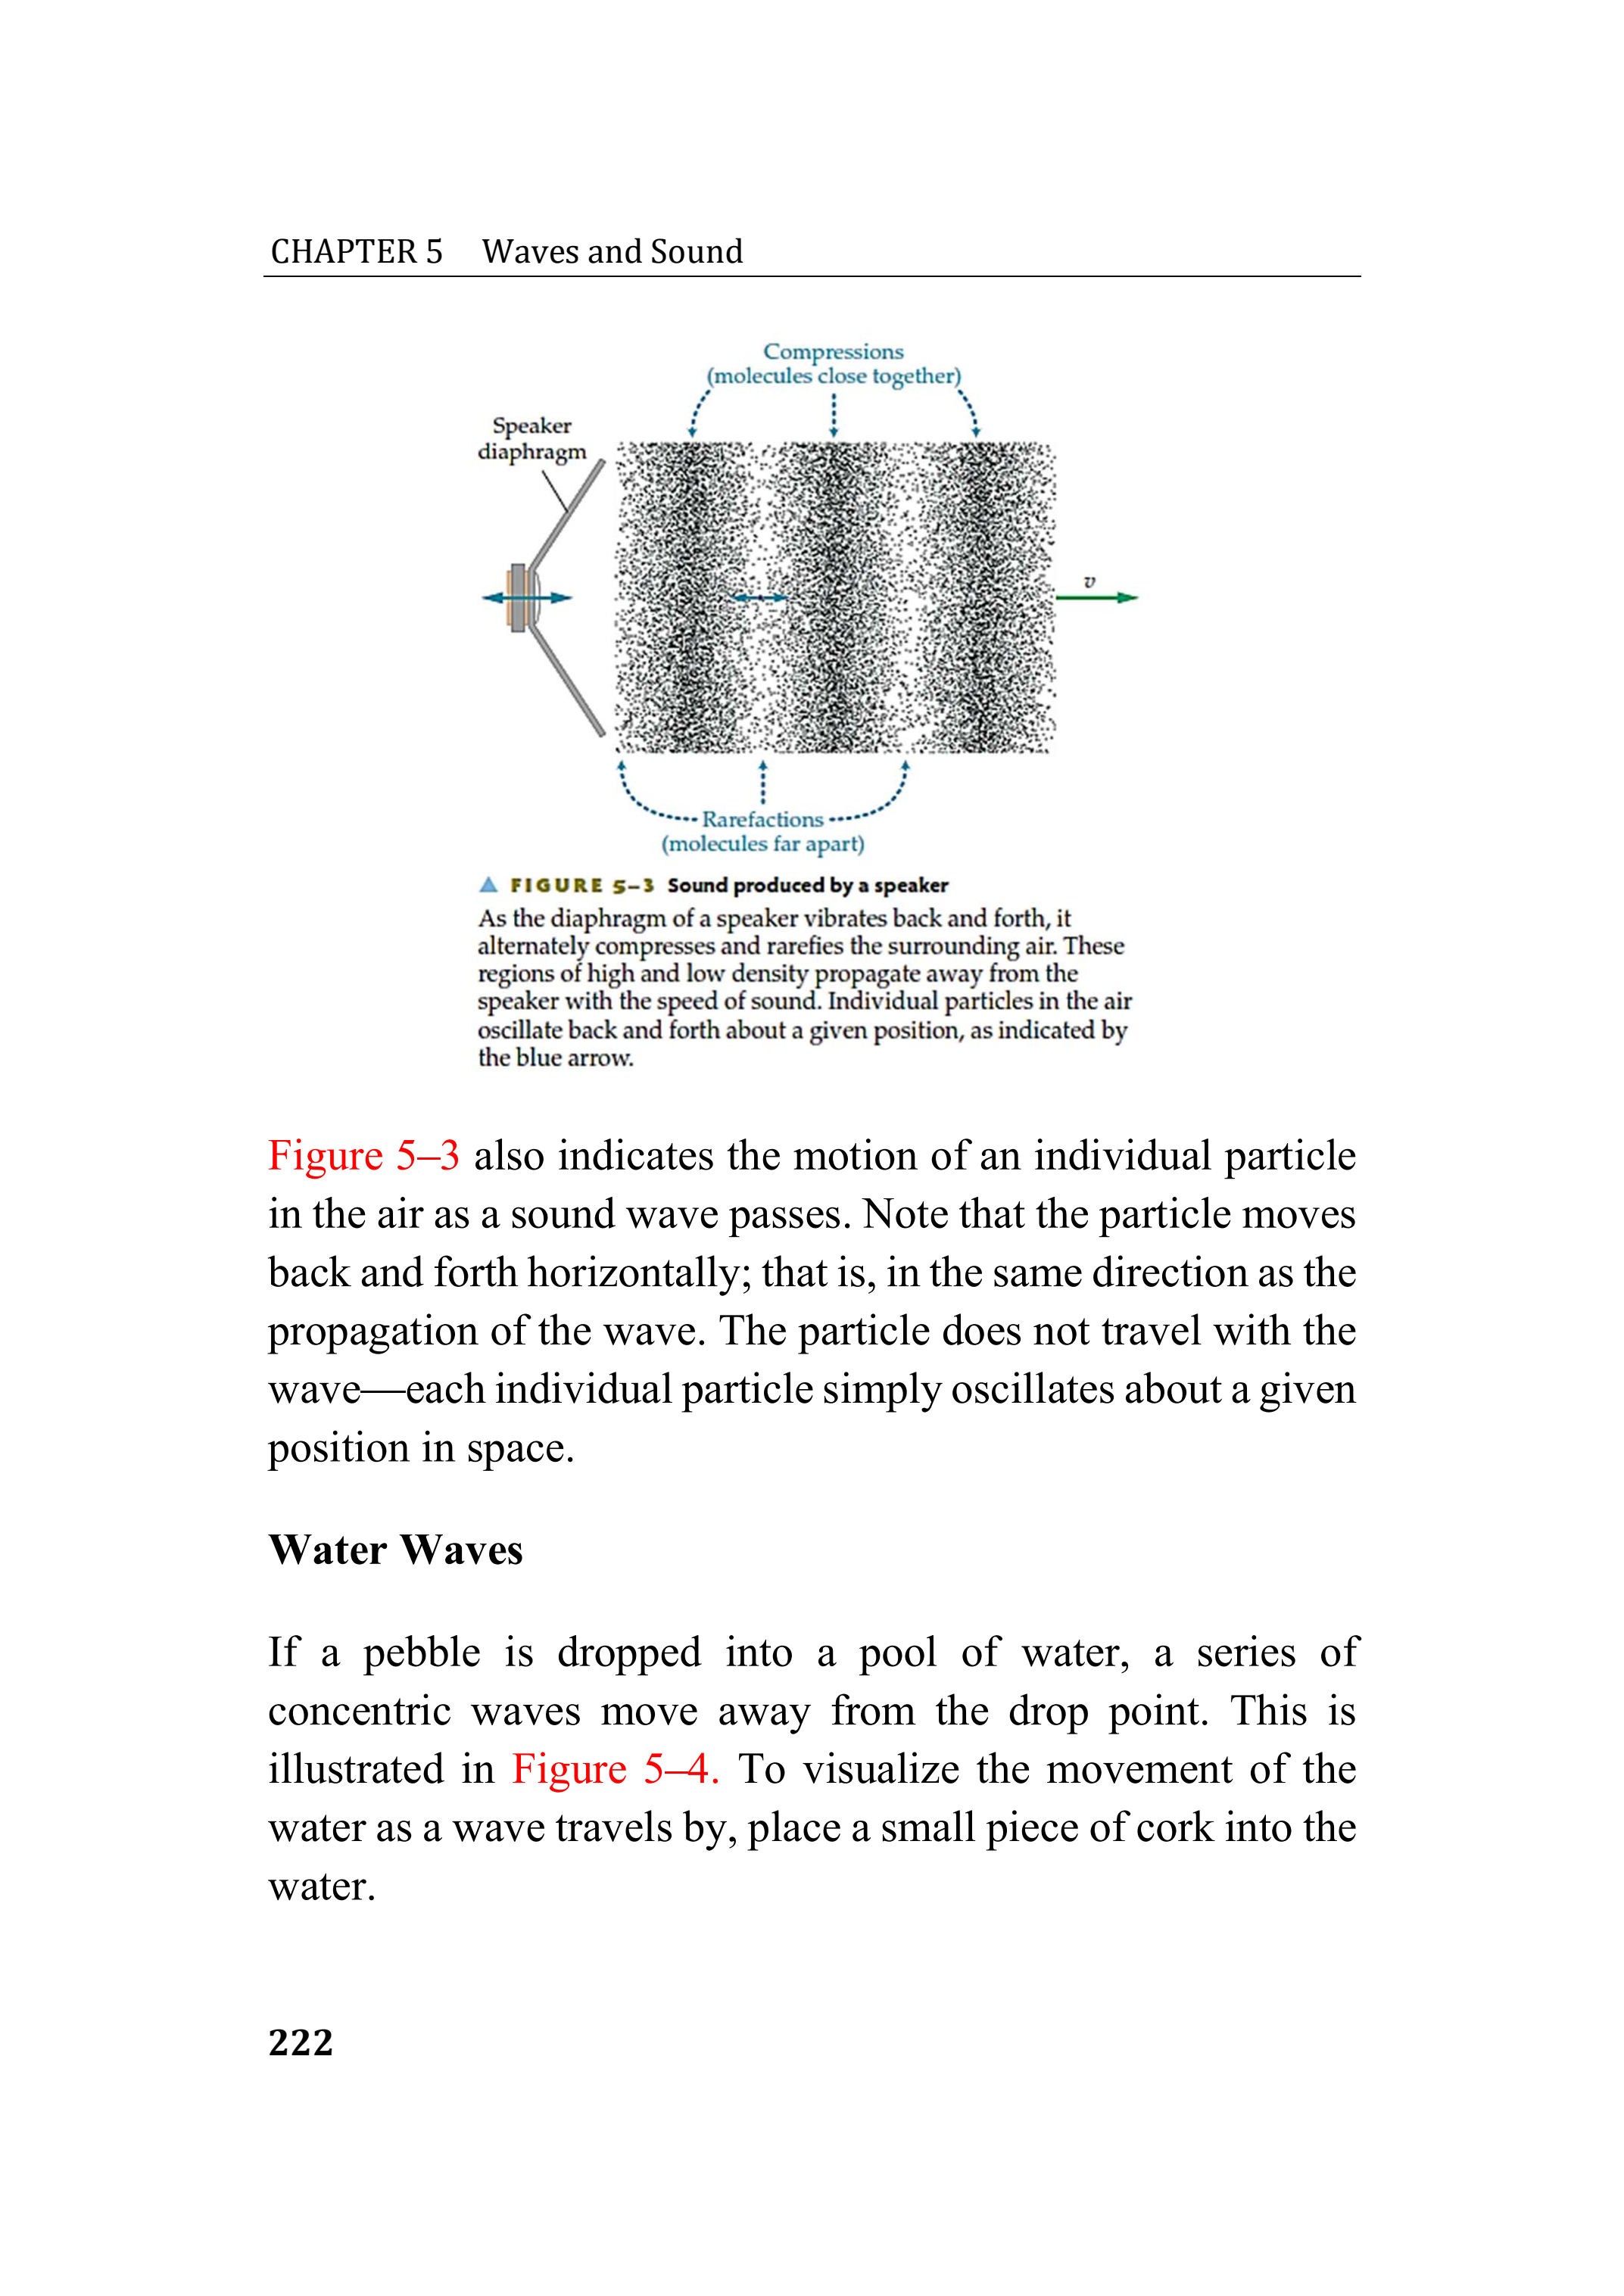 CHAPTER 5 Waves and Sound
Compressions
(molecules close together)
Speaker
diaphragm
v
Rarefactions
(molecules far apart)
FIGURE 5–3 Sound produced by a speaker
As the diaphragm of a speaker vibrates back and forth, it
alternately compresses and rarefies the surrounding air. These
regions of high and low density propagate away from the
speaker with the speed of sound. Individual particles in the air
oscillate back and forth about a given position, as indicated by
the blue arrow.
Figure 5–3 also indicates the motion of an individual particle
in the air as a sound wave passes. Note that the particle moves
back and forth horizontally; that is, in the same direction as the
propagation of the wave. The particle does not travel with the
wave—each individual particle simply oscillates about a given
position in space.
Water Waves
If a pebble is dropped into a pool of water, a series of
concentric waves move away from the drop point. This is
illustrated in Figure 5–4. To visualize the movement of the
water as a wave travels by, place a small piece of cork into the
water.
222